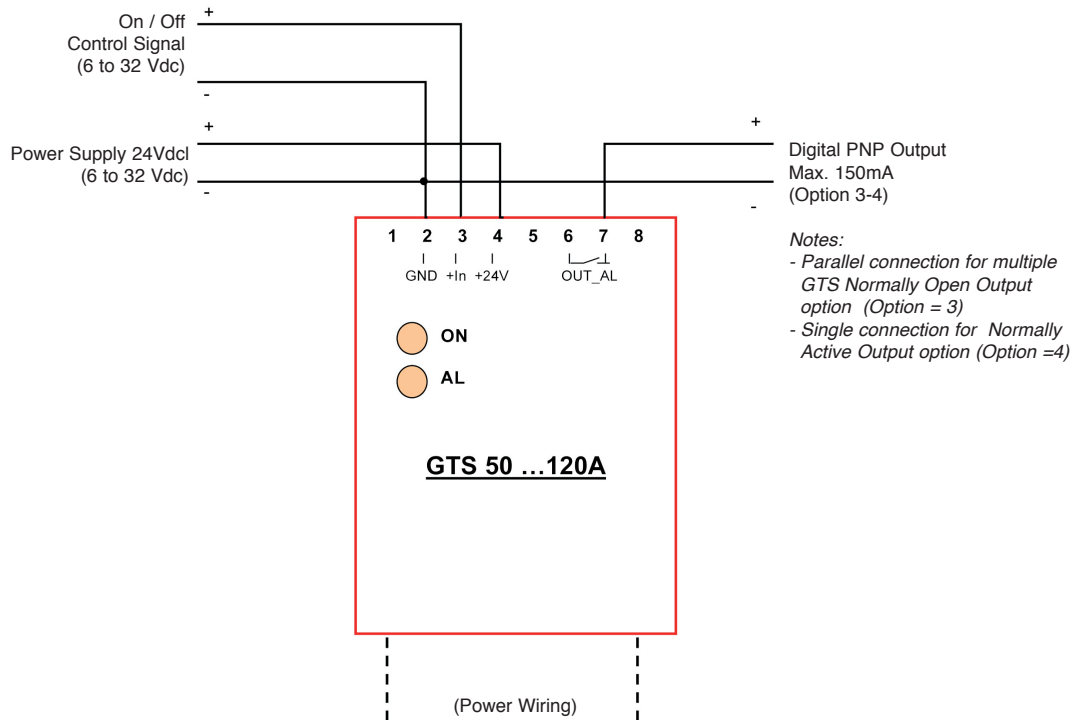 On / Off
Control Signal
(6 to 32 Vdc)
+
-
Power Supply 24Vdcl
(6 to 32 Vdc)
+
-
+
-
Digital PNP Output
Max. 150mA
(Option 3-4)
Notes:
- Parallel connection for multiple
GTS Normally Open Output
option (Option = 3)
- Single connection for Normally
Active Output option (Option =4)
1 2 3 4 5 6 7 8
GND +In +24V OUT_AL
ON
AL
GTS 50 ...120A
(Power Wiring)